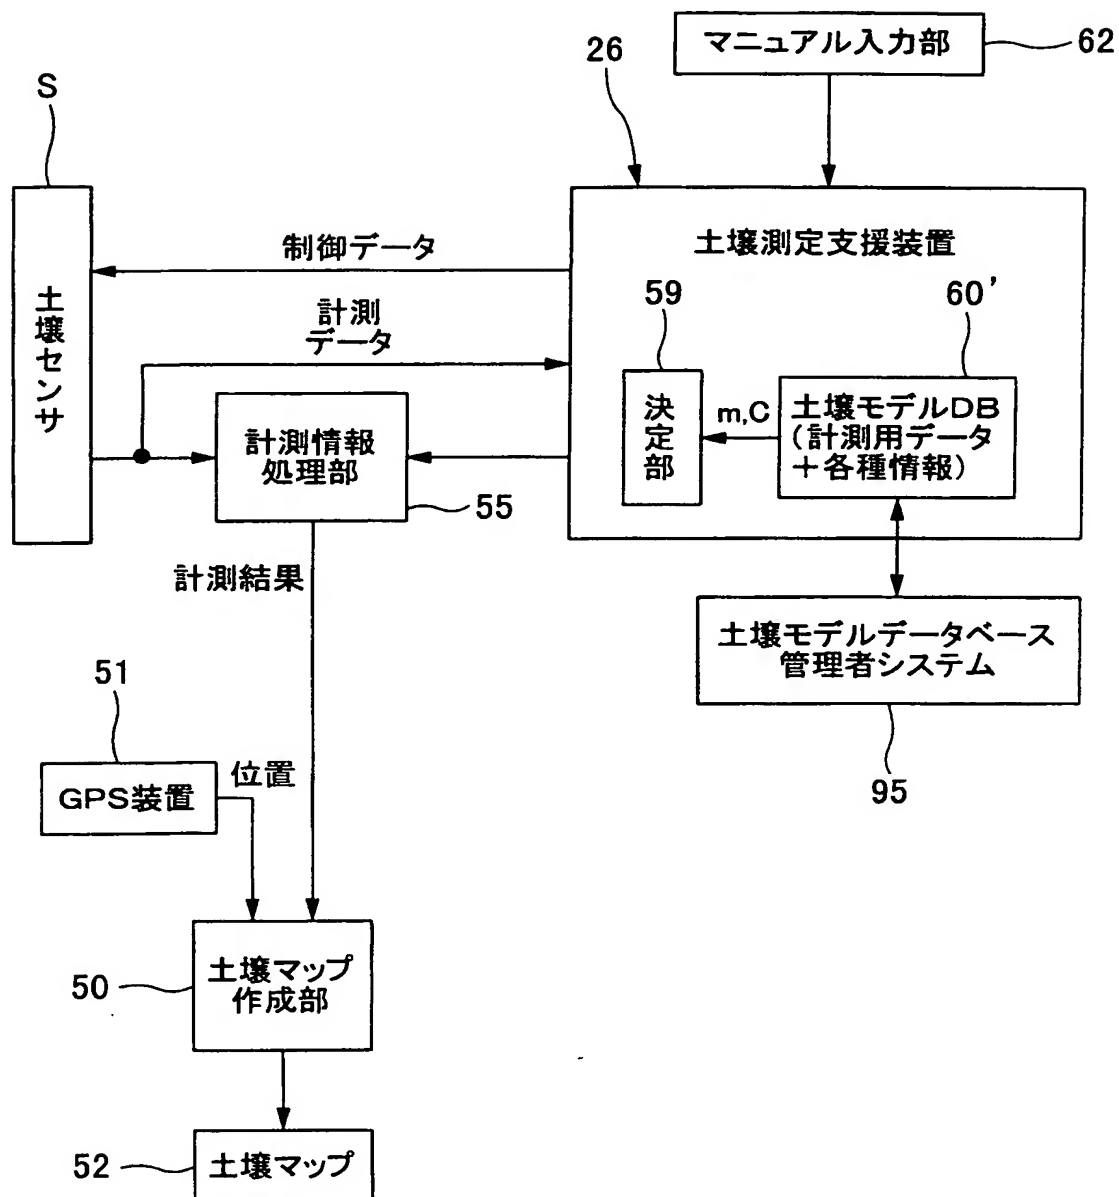 マニュアル入力部
62
26
S
土壌測定支援装置
制御データ
59
60’
計測
データ
土壌センサ
決定部
m,C
土壌モデルDB
(計測用データ
+各種情報)
計測情報
処理部
55
計測結果
土壌モデルデータベース
管理者システム
95
51
GPS装置
位置
50
土壌マップ
作成部
52
土壌マップ